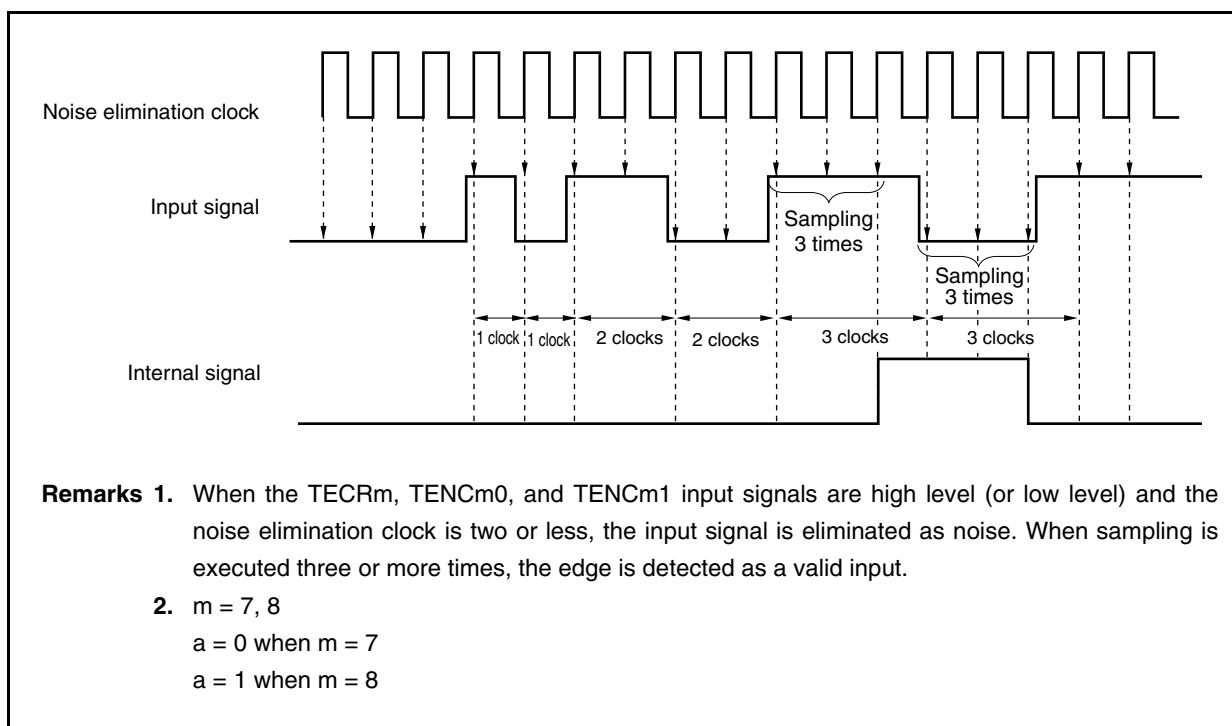 Noise elimination clock
Input signal
Sampling
3 times
Sampling
3 times
1 clock 1 clock 2 clocks 2 clocks 3 clocks 3 clocks
Internal signal
Remarks 1. When the TECRm, TENCm0, and TENCm1 input signals are high level (or low level) and the
noise elimination clock is two or less, the input signal is eliminated as noise. When sampling is
executed three or more times, the edge is detected as a valid input.
2. m = 7, 8
a = 0 when m = 7
a = 1 when m = 8